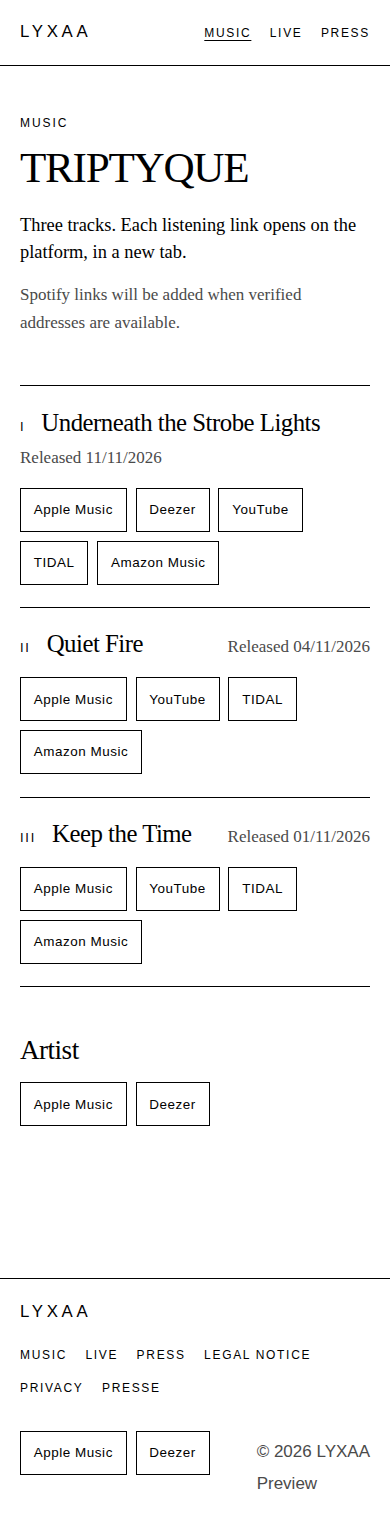 LYXAA MUSIC LIVE PRESS
MUSIC
TRIPTYQUE
Three tracks. Each listening link opens on the
platform, in a new tab.
Spotify links will be added when verified
addresses are available.
I Underneath the Strobe Lights
Released 11/11/2026
Apple Music Deezer YouTube
TIDAL Amazon Music
II Quiet Fire Released 04/11/2026
Apple Music YouTube TIDAL
Amazon Music
III Keep the Time Released 01/11/2026
Apple Music YouTube TIDAL
Amazon Music
Artist
Apple Music Deezer
LYXAA
MUSIC LIVE PRESS LEGAL NOTICE
PRIVACY PRESSE
Apple Music Deezer © 2026 LYXAA
Preview